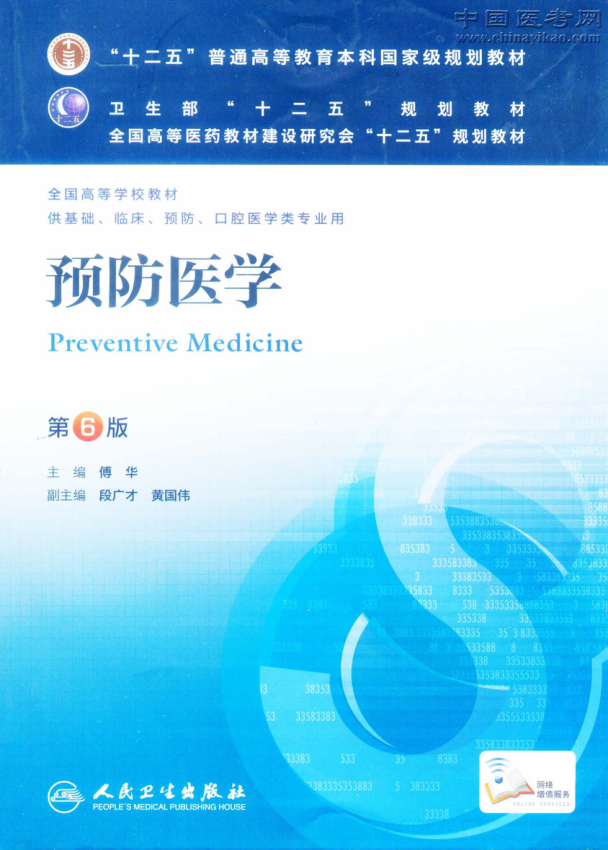 中国医考网
www.chinayikao.com
“十二五”普通高等教育本科国家级规划教材
十二五
卫生部“十二五”规划教材
全国高等医药教材建设研究会“十二五”规划教材
全国高等学校教材
供基础、临床、预防、口腔医学类专业用
预防医学
Preventive Medicine
第6版
主编 傅华
副主编 段广才 黄国伟
人民卫生出版社
PEOPLE'S MEDICAL PUBLISHING HOUSE
网络
增值服务
ONLINE SERVICES